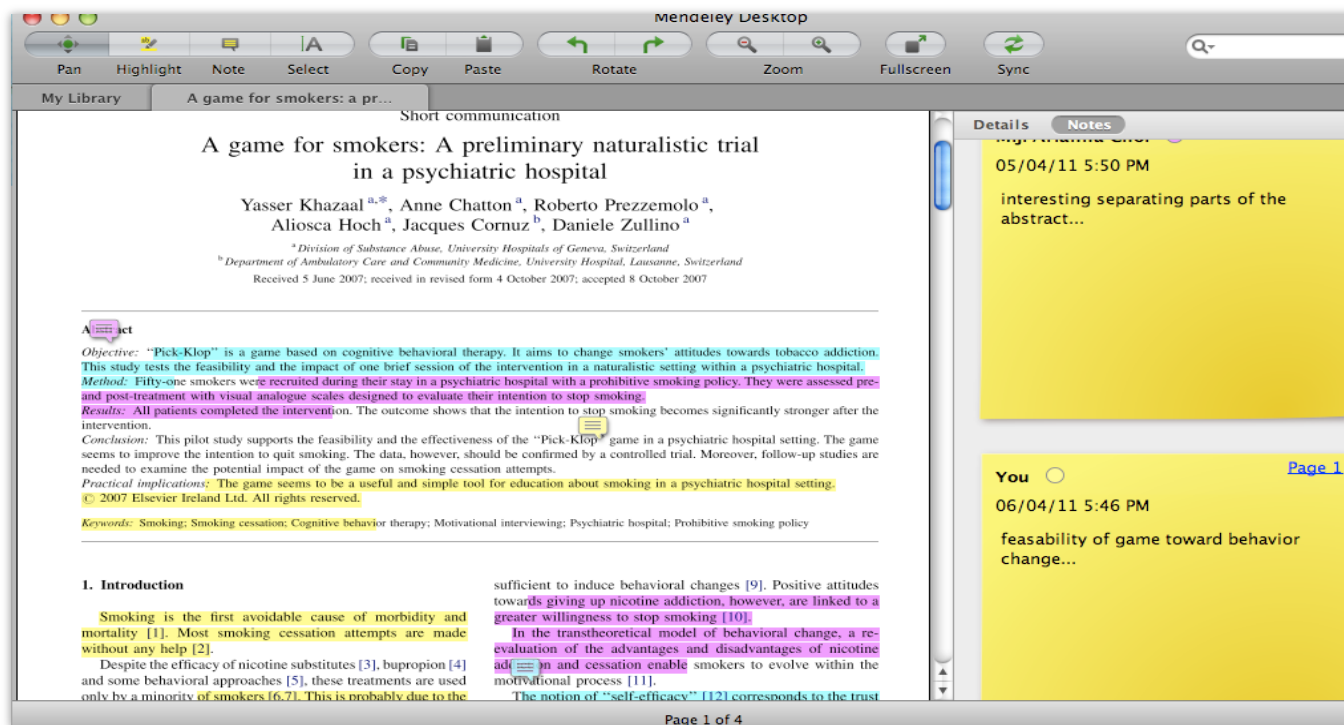 Mendeley Desktop
Pan Highlight Note Select Copy Paste Rotate Zoom Fullscreen Sync
My Library A game for smokers: a pr...
Short communication
A game for smokers: A preliminary naturalistic trial
in a psychiatric hospital
Yasser Khazaal a,*, Anne Chatton a, Roberto Prezzemolo a,
Aliosca Hoch a, Jacques Cornuz b, Daniele Zullino a
a Division of Substance Abuse, University Hospitals of Geneva, Switzerland
b Department of Ambulatory Care and Community Medicine, University Hospital, Lausanne, Switzerland
Received 5 June 2007; received in revised form 4 October 2007; accepted 8 October 2007
Abstract
Objective: "Pick-Klop" is a game based on cognitive behavioral therapy. It aims to change smokers' attitudes towards tobacco addiction.
This study tests the feasibility and the impact of one brief session of the intervention in a naturalistic setting within a psychiatric hospital.
Method: Fifty-one smokers were recruited during their stay in a psychiatric hospital with a prohibitive smoking policy. They were assessed pre-
and post-treatment with visual analogue scales designed to evaluate their intention to stop smoking.
Results: All patients completed the intervention. The outcome shows that the intention to stop smoking becomes significantly stronger after the
intervention.
Conclusion: This pilot study supports the feasibility and the effectiveness of the "Pick-Klop" game in a psychiatric hospital setting. The game
seems to improve the intention to quit smoking. The data, however, should be confirmed by a controlled trial. Moreover, follow-up studies are
needed to examine the potential impact of the game on smoking cessation attempts.
Practical implications: The game seems to be a useful and simple tool for education about smoking in a psychiatric hospital setting.
© 2007 Elsevier Ireland Ltd. All rights reserved.
Keywords: Smoking; Smoking cessation; Cognitive behavior therapy; Motivational interviewing; Psychiatric hospital; Prohibitive smoking policy
1. Introduction
Smoking is the first avoidable cause of morbidity and
mortality [1]. Most smoking cessation attempts are made
without any help [2].
Despite the efficacy of nicotine substitutes [3], bupropion [4]
and some behavioral approaches [5], these treatments are used
only by a minority of smokers [6,7]. This is probably due to the
sufficient to induce behavioral changes [9]. Positive attitudes
towards giving up nicotine addiction, however, are linked to a
greater willingness to stop smoking [10].
In the transtheoretical model of behavioral change, a re-
evaluation of the advantages and disadvantages of nicotine
addiction and cessation enable smokers to evolve within the
motivational process [11].
The notion of "self-efficacy" [12] corresponds to the trust
Details Notes
05/04/11 5:50 PM
interesting separating parts of the
abstract...
You Page 1
06/04/11 5:46 PM
feasability of game toward behavior
change...
Page 1 of 4